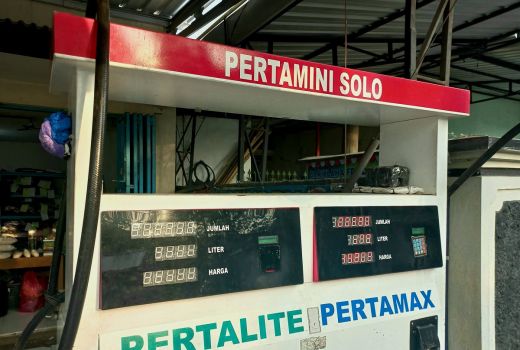 PERTAMINI SOLO
JUMLAH
LITER
HARGA
JUMLAH
LITER
HARGA
PERTALITE PERTAMAX